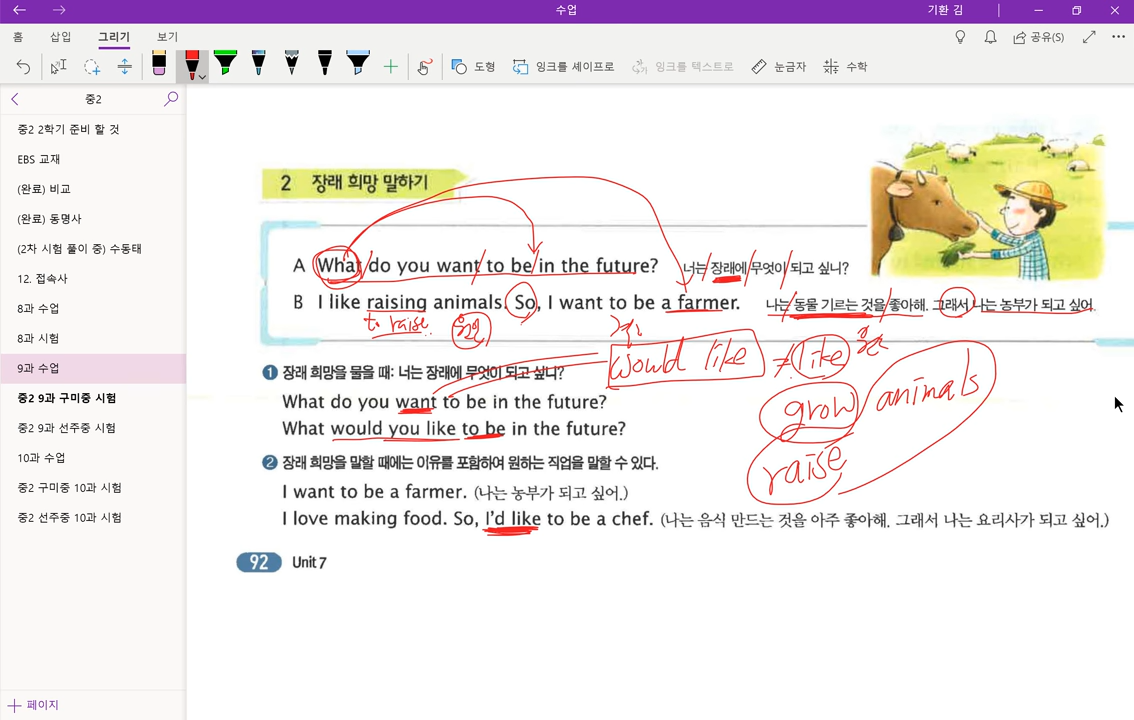 수업
기환 김
홈 삽입 그리기 보기
공유(S)
도형 잉크를 셰이프로 잉크를 텍스트로 눈금자 수학
중2
중2 2학기 준비 할 것
EBS 교재
(완료) 비교
(완료) 동명사
(2차 시험 풀이 중) 수동태
12. 접속사
8과 수업
8과 시험
9과 수업
중2 9과 구미중 시험
중2 9과 선주중 시험
10과 수업
중2 구미중 10과 시험
중2 선주중 10과 시험
페이지
2 장래 희망 말하기
A What do you want to be in the future? 너는 장래에 무엇이 되고 싶니?
B I like raising animals. So, I want to be a farmer. 나는 동물 기르는 것을 좋아해. 그래서 나는 농부가 되고 싶어.
to raise
would like ≠ like
grow animals
raise
1 장래 희망을 물을 때: 너는 장래에 무엇이 되고 싶니?
What do you want to be in the future?
What would you like to be in the future?
2 장래 희망을 말할 때에는 이유를 포함하여 원하는 직업을 말할 수 있다.
I want to be a farmer. (나는 농부가 되고 싶어.)
I love making food. So, I'd like to be a chef. (나는 음식 만드는 것을 아주 좋아해. 그래서 나는 요리사가 되고 싶어.)
92 Unit 7